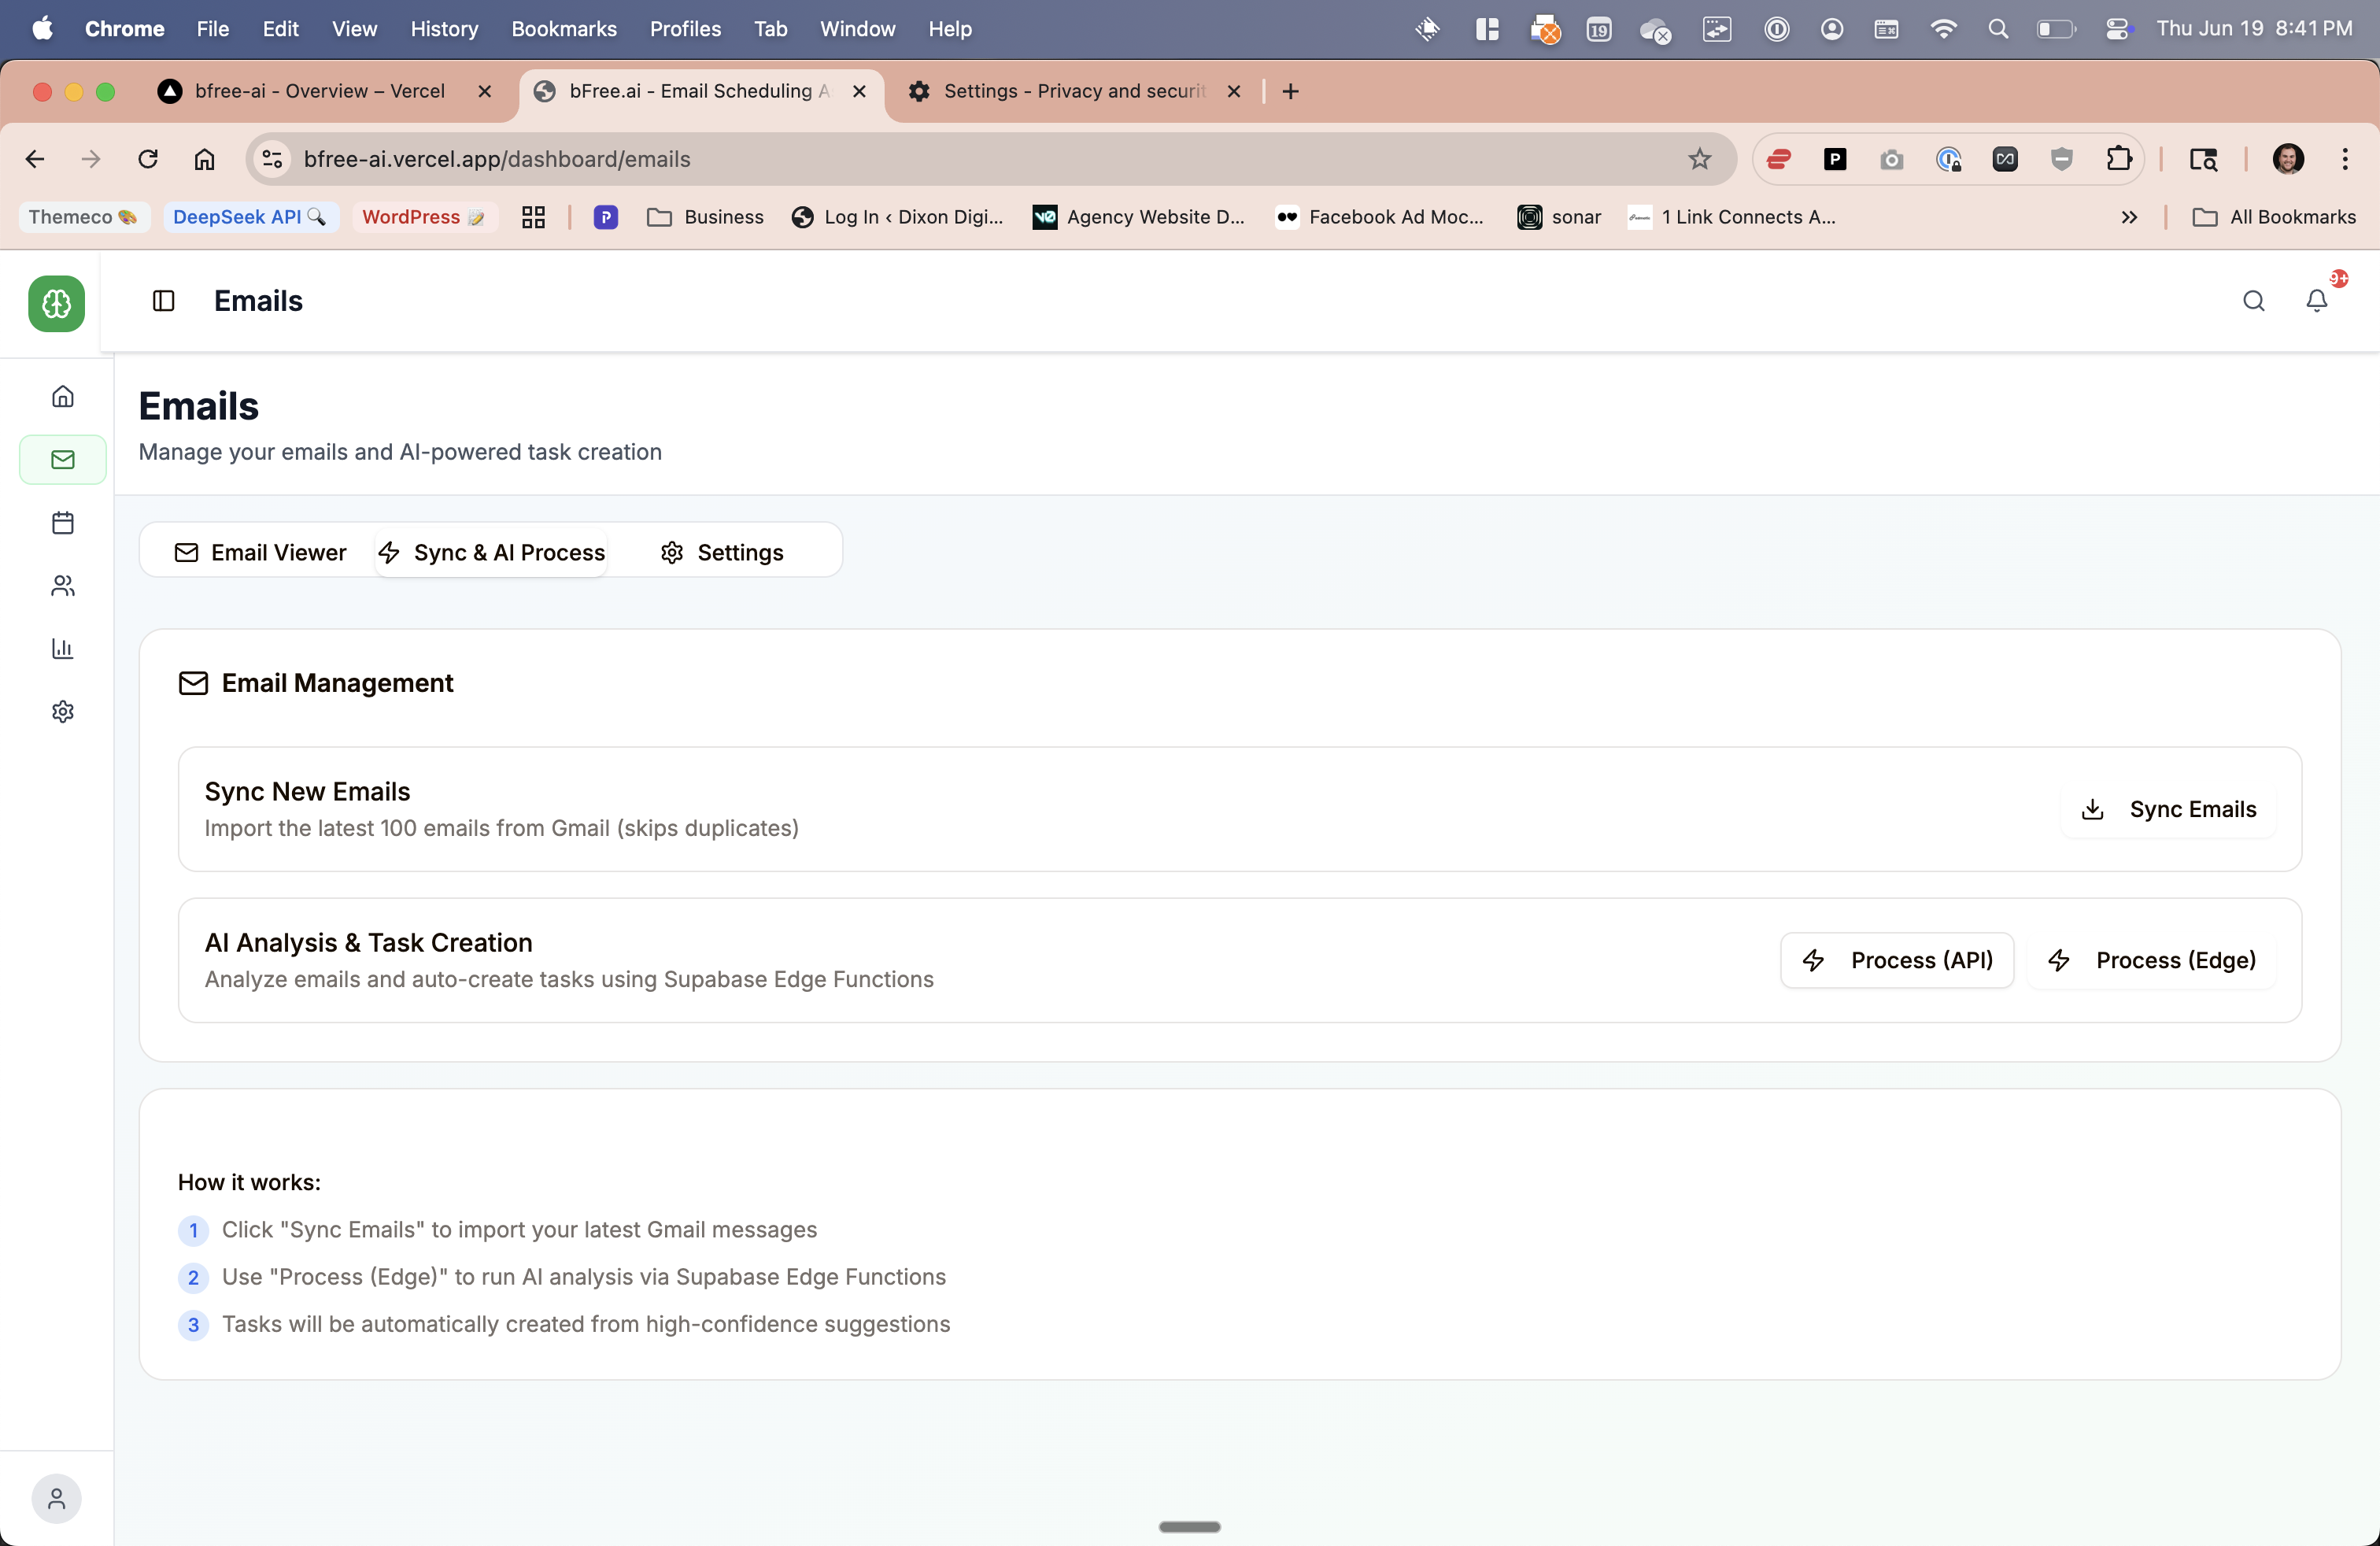 Chrome File Edit View History Bookmarks Profiles Tab Window Help 19 Thu Jun 19 8:41 PM
bfree-ai - Overview – Vercel bFree.ai - Email Scheduling A Settings - Privacy and securit
bfree-ai.vercel.app/dashboard/emails
Themeco DeepSeek API WordPress P Business Log In ‹ Dixon Digi... Agency Website D... Facebook Ad Moc... sonar 1 Link Connects A... All Bookmarks
Emails 9+
Emails
Manage your emails and AI-powered task creation
Email Viewer Sync & AI Process Settings
Email Management
Sync New Emails
Import the latest 100 emails from Gmail (skips duplicates)
Sync Emails
AI Analysis & Task Creation
Analyze emails and auto-create tasks using Supabase Edge Functions
Process (API) Process (Edge)
How it works:
1 Click "Sync Emails" to import your latest Gmail messages
2 Use "Process (Edge)" to run AI analysis via Supabase Edge Functions
3 Tasks will be automatically created from high-confidence suggestions